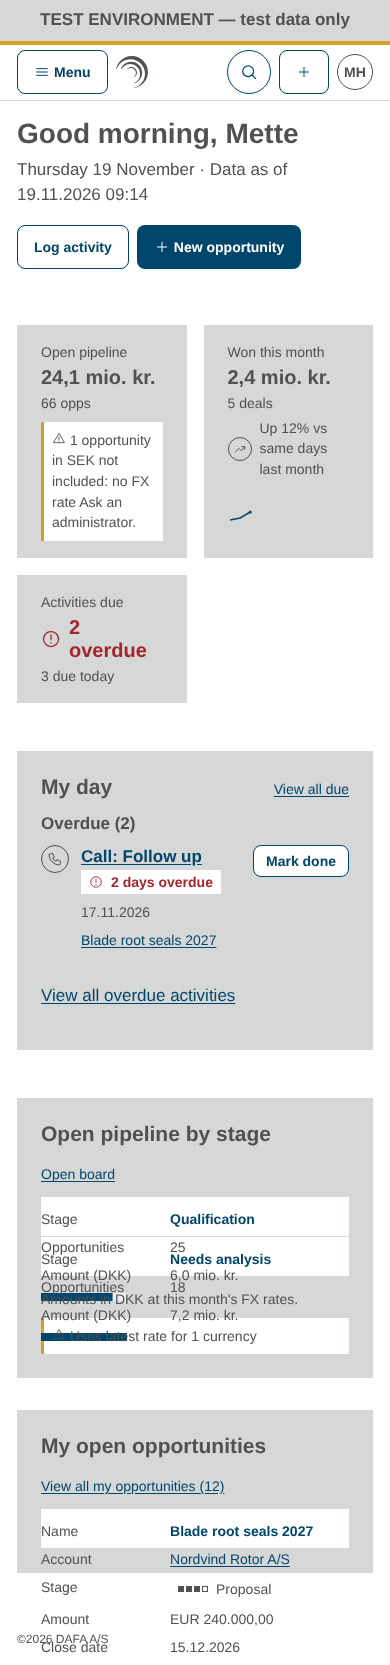 TEST ENVIRONMENT — test data only
Menu
MH
Good morning, Mette
Thursday 19 November · Data as of
19.11.2026 09:14
Log activity
New opportunity
Open pipeline
24,1 mio. kr.
66 opps
1 opportunity
in SEK not
included: no FX
rate Ask an
administrator.
Won this month
2,4 mio. kr.
5 deals
Up 12% vs
same days
last month
Activities due
2
overdue
3 due today
My day
View all due
Overdue (2)
Call: Follow up
Mark done
2 days overdue
17.11.2026
Blade root seals 2027
View all overdue activities
Open pipeline by stage
Open board
Stage Qualification
Opportunities 25
Stage Needs analysis
Amount (DKK) 6,0 mio. kr.
Opportunities 18
Amounts in DKK at this month's FX rates.
Amount (DKK) 7,2 mio. kr.
Uses latest rate for 1 currency
My open opportunities
View all my opportunities (12)
Name Blade root seals 2027
Account Nordvind Rotor A/S
Stage Proposal
Amount EUR 240.000,00
©2026 DAFA A/S
Close date 15.12.2026